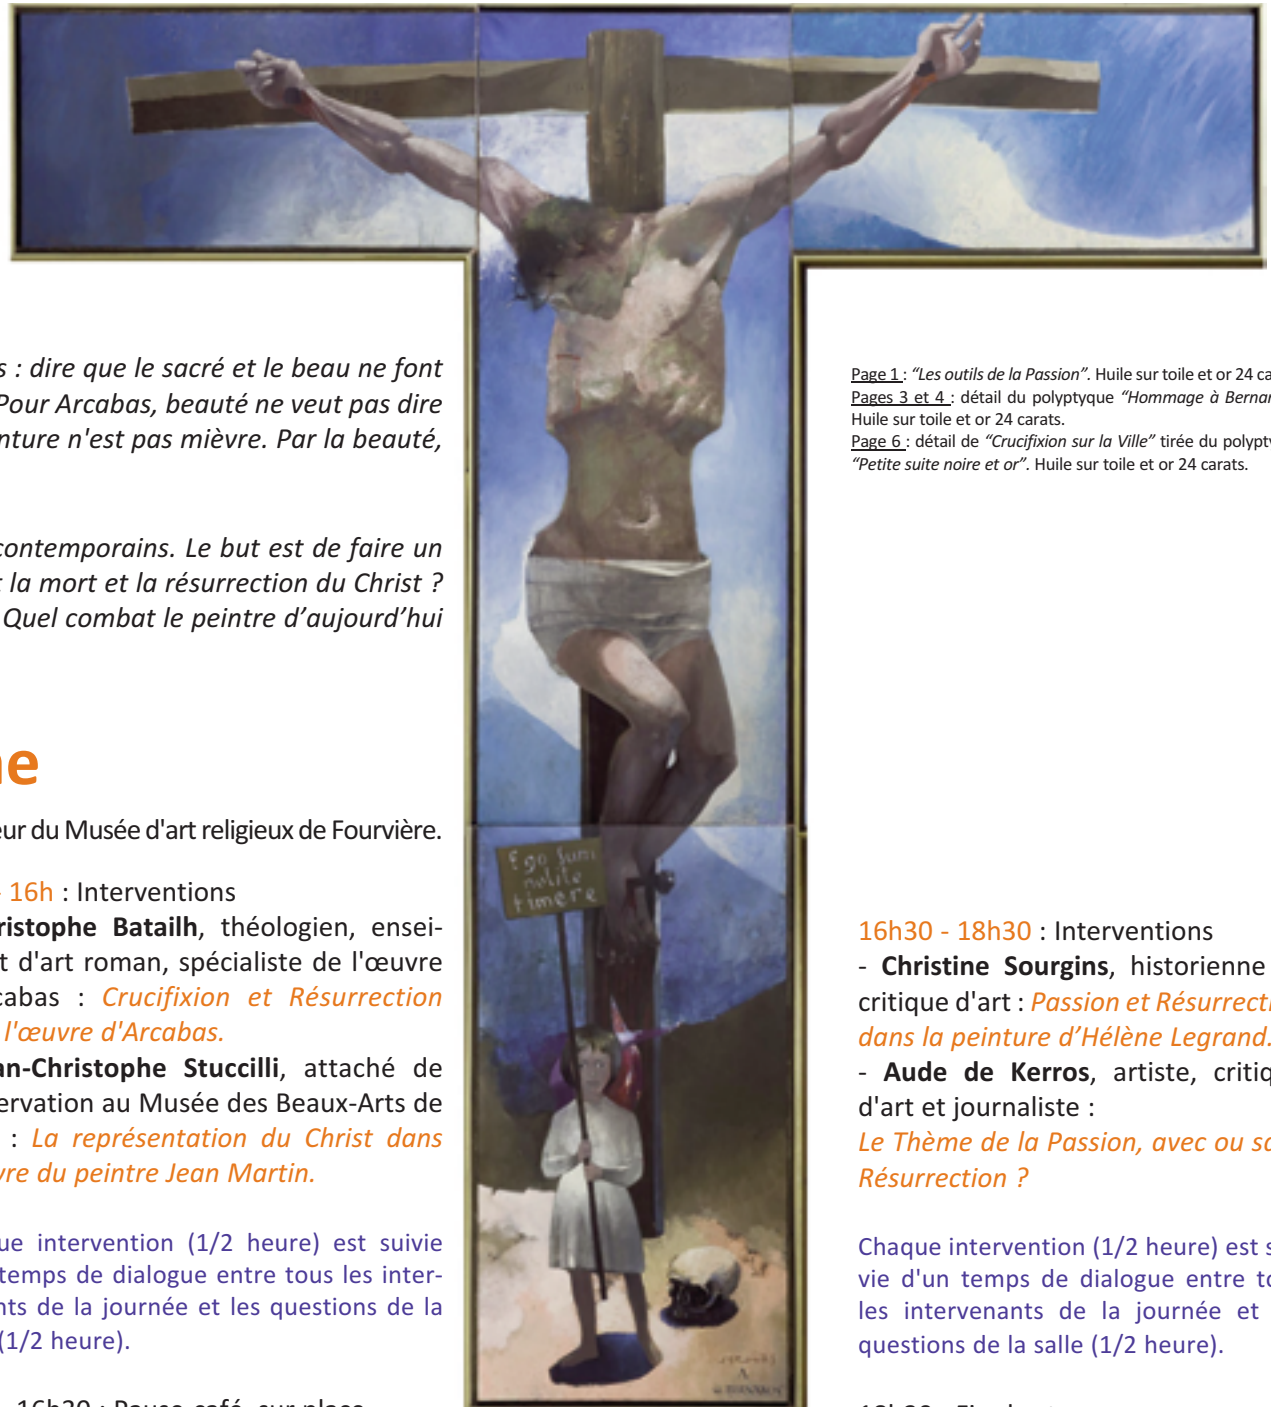 s : dire que le sacré et le beau ne font
Pour Arcabas, beauté ne veut pas dire
nture n'est pas mièvre. Par la beauté,
contemporains. Le but est de faire un
t la mort et la résurrection du Christ ?
Quel combat le peintre d’aujourd’hui
ne
eur du Musée d'art religieux de Fourvière.
- 16h : Interventions
ristophe Batailh, théologien, ensei-
t d'art roman, spécialiste de l'œuvre
cabas : Crucifixion et Résurrection
l'œuvre d'Arcabas.
an-Christophe Stuccilli, attaché de
ervation au Musée des Beaux-Arts de
: La représentation du Christ dans
vre du peintre Jean Martin.
ue intervention (1/2 heure) est suivie
temps de dialogue entre tous les inter-
nts de la journée et les questions de la
(1/2 heure).
16h30 : Pause-café, sur place
Ego sum
nolite
timere
A
G. BERNANOS
Page 1 : “Les outils de la Passion”. Huile sur toile et or 24 ca
Pages 3 et 4 : détail du polyptyque “Hommage à Bernan
Huile sur toile et or 24 carats.
Page 6 : détail de “Crucifixion sur la Ville” tirée du polypty
“Petite suite noire et or”. Huile sur toile et or 24 carats.
16h30 - 18h30 : Interventions
- Christine Sourgins, historienne
critique d'art : Passion et Résurrecti
dans la peinture d’Hélène Legrand.
- Aude de Kerros, artiste, critiq
d'art et journaliste :
Le Thème de la Passion, avec ou sa
Résurrection ?
Chaque intervention (1/2 heure) est s
vie d'un temps de dialogue entre to
les intervenants de la journée et
questions de la salle (1/2 heure).